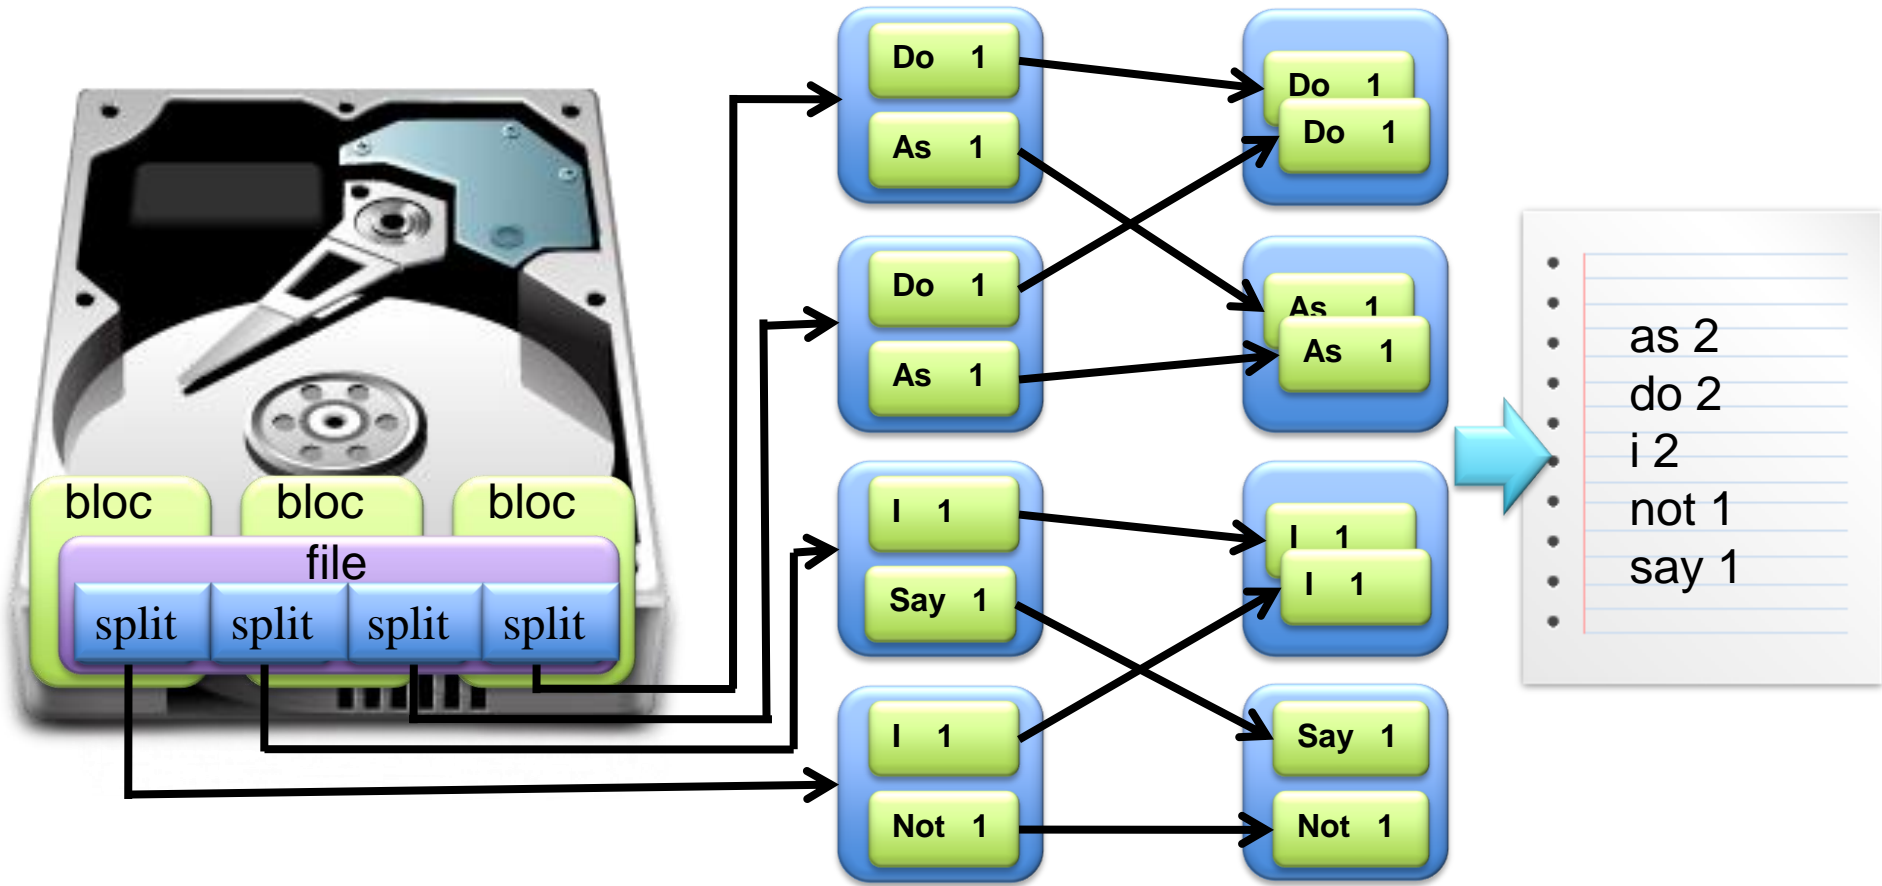 bloc
bloc
bloc
file
split
split
split
split
Do 1
As 1
Do 1
As 1
I 1
Say 1
I 1
Not 1
Do 1
Do 1
As 1
As 1
I 1
I 1
Say 1
Not 1
as 2
do 2
i 2
not 1
say 1